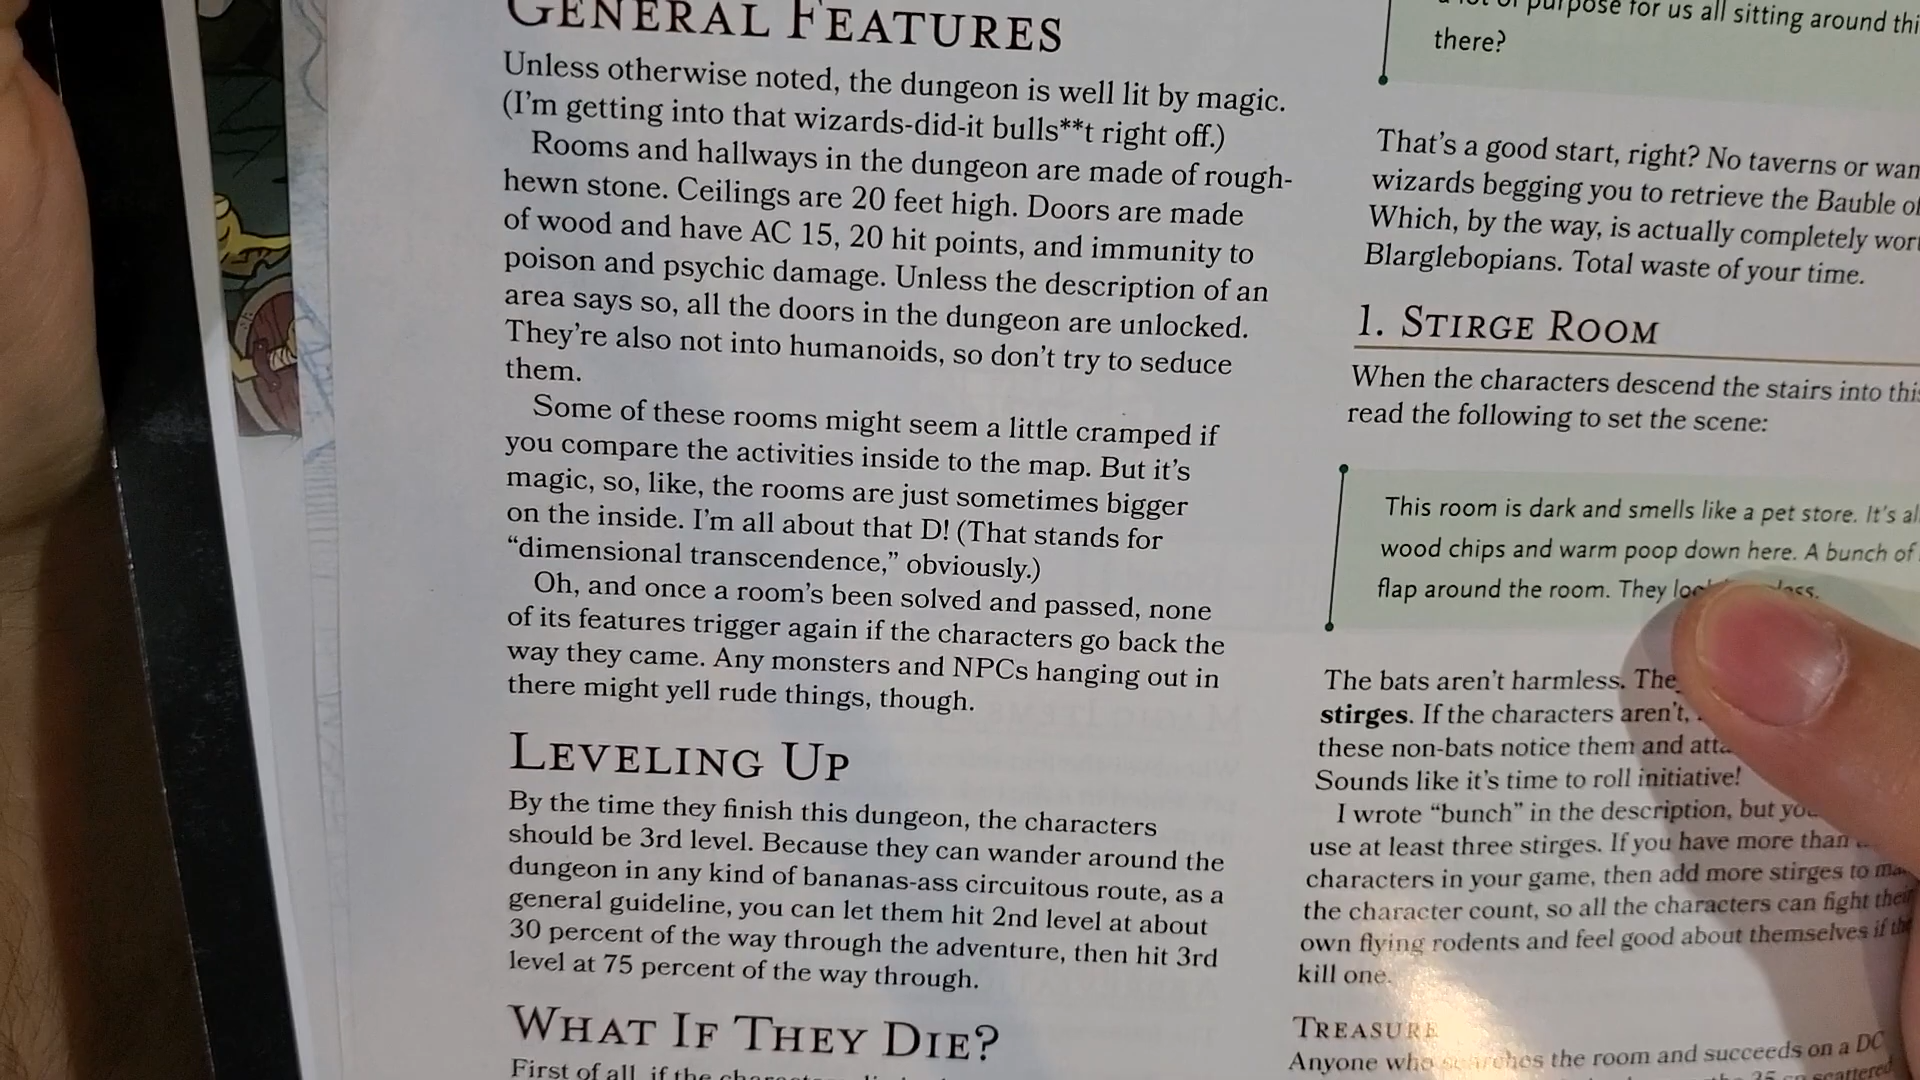 GENERAL FEATURES
Unless otherwise noted, the dungeon is well lit by magic.
(I'm getting into that wizards-did-it bulls**t right off.)
Rooms and hallways in the dungeon are made of rough-
hewn stone. Ceilings are 20 feet high. Doors are made
of wood and have AC 15, 20 hit points, and immunity to
poison and psychic damage. Unless the description of an
area says so, all the doors in the dungeon are unlocked.
They're also not into humanoids, so don't try to seduce
them.
Some of these rooms might seem a little cramped if
you compare the activities inside to the map. But it's
magic, so, like, the rooms are just sometimes bigger
on the inside. I'm all about that D! (That stands for
“dimensional transcendence,” obviously.)
Oh, and once a room's been solved and passed, none
of its features trigger again if the characters go back the
way they came. Any monsters and NPCs hanging out in
there might yell rude things, though.
LEVELING UP
By the time they finish this dungeon, the characters
should be 3rd level. Because they can wander around the
dungeon in any kind of bananas-ass circuitous route, as a
general guideline, you can let them hit 2nd level at about
30 percent of the way through the adventure, then hit 3rd
level at 75 percent of the way through.
WHAT IF THEY DIE?
First of all, if the
purpose for us all sitting around
there?
That's a good start, right? No taverns or
wizards begging you to retrieve the Bauble
Which, by the way, is actually completely
Blarglebopians. Total waste of your time.
1. STIRGE ROOM
When the characters descend the stairs into
read the following to set the scene:
This room is dark and smells like a pet store. It's
wood chips and warm poop down here. A bunch of
flap around the room. They
The bats aren't harmless.
stirges. If the characters aren't,
these non-bats notice them and
Sounds like it's time to roll initiative!
I wrote “bunch” in the description, but
use at least three stirges. If you have more than
characters in your game, then add more stirges to
the character count, so all the characters can fight their
own flying rodents and feel good about themselves if
kill one.
TREASURE
Anyone who searches the room and succeeds on a DC
scattered